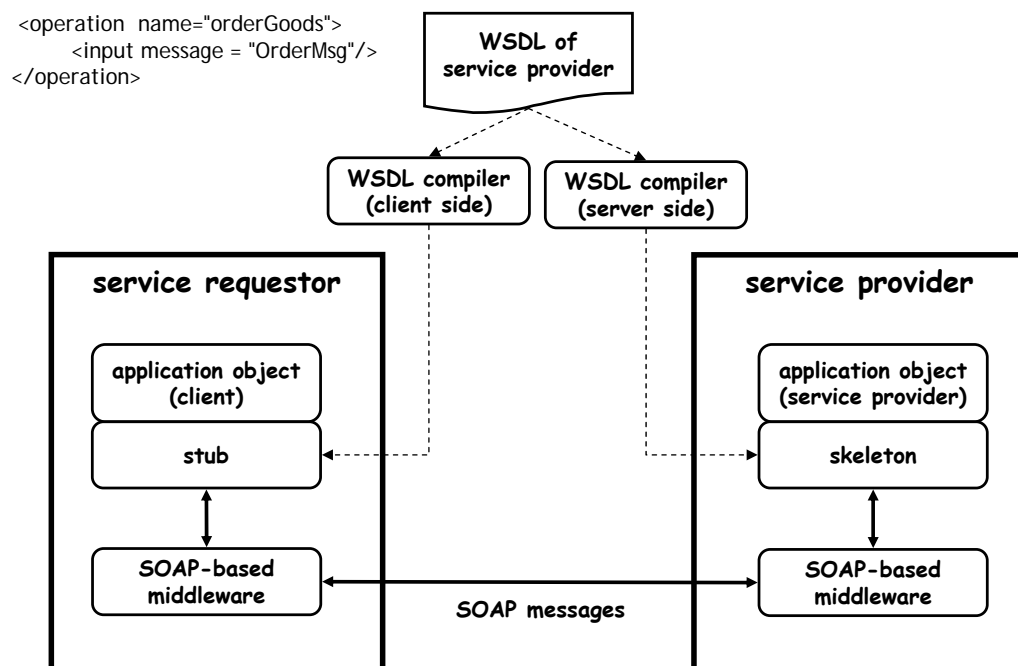 <operation name="orderGoods">
<input message = "OrderMsg"/>
</operation>
WSDL of
service provider
WSDL compiler
(client side)
WSDL compiler
(server side)
service requestor
service provider
application object
(client)
application object
(service provider)
stub
skeleton
SOAP-based
middleware
SOAP-based
middleware
SOAP messages